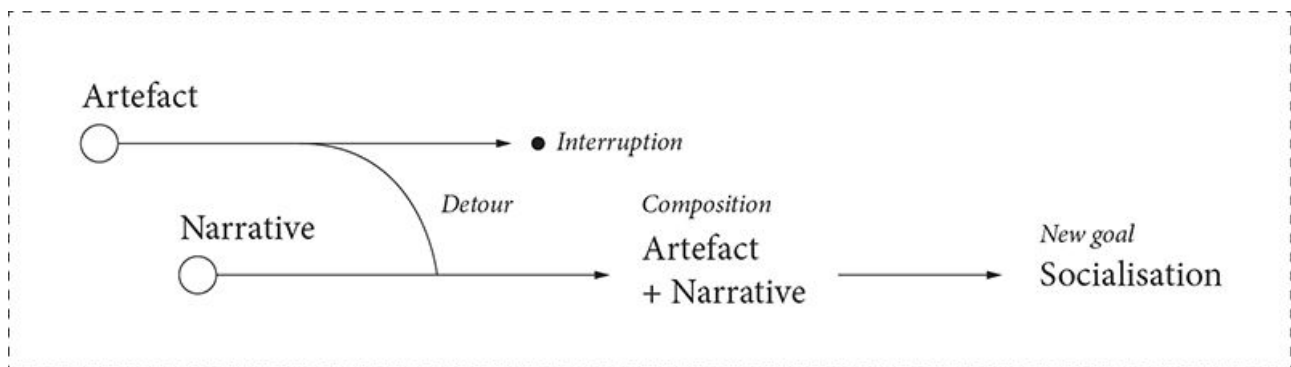 Artefact
Interruption
Narrative
Detour
Composition
Artefact
+ Narrative
New goal
Socialisation